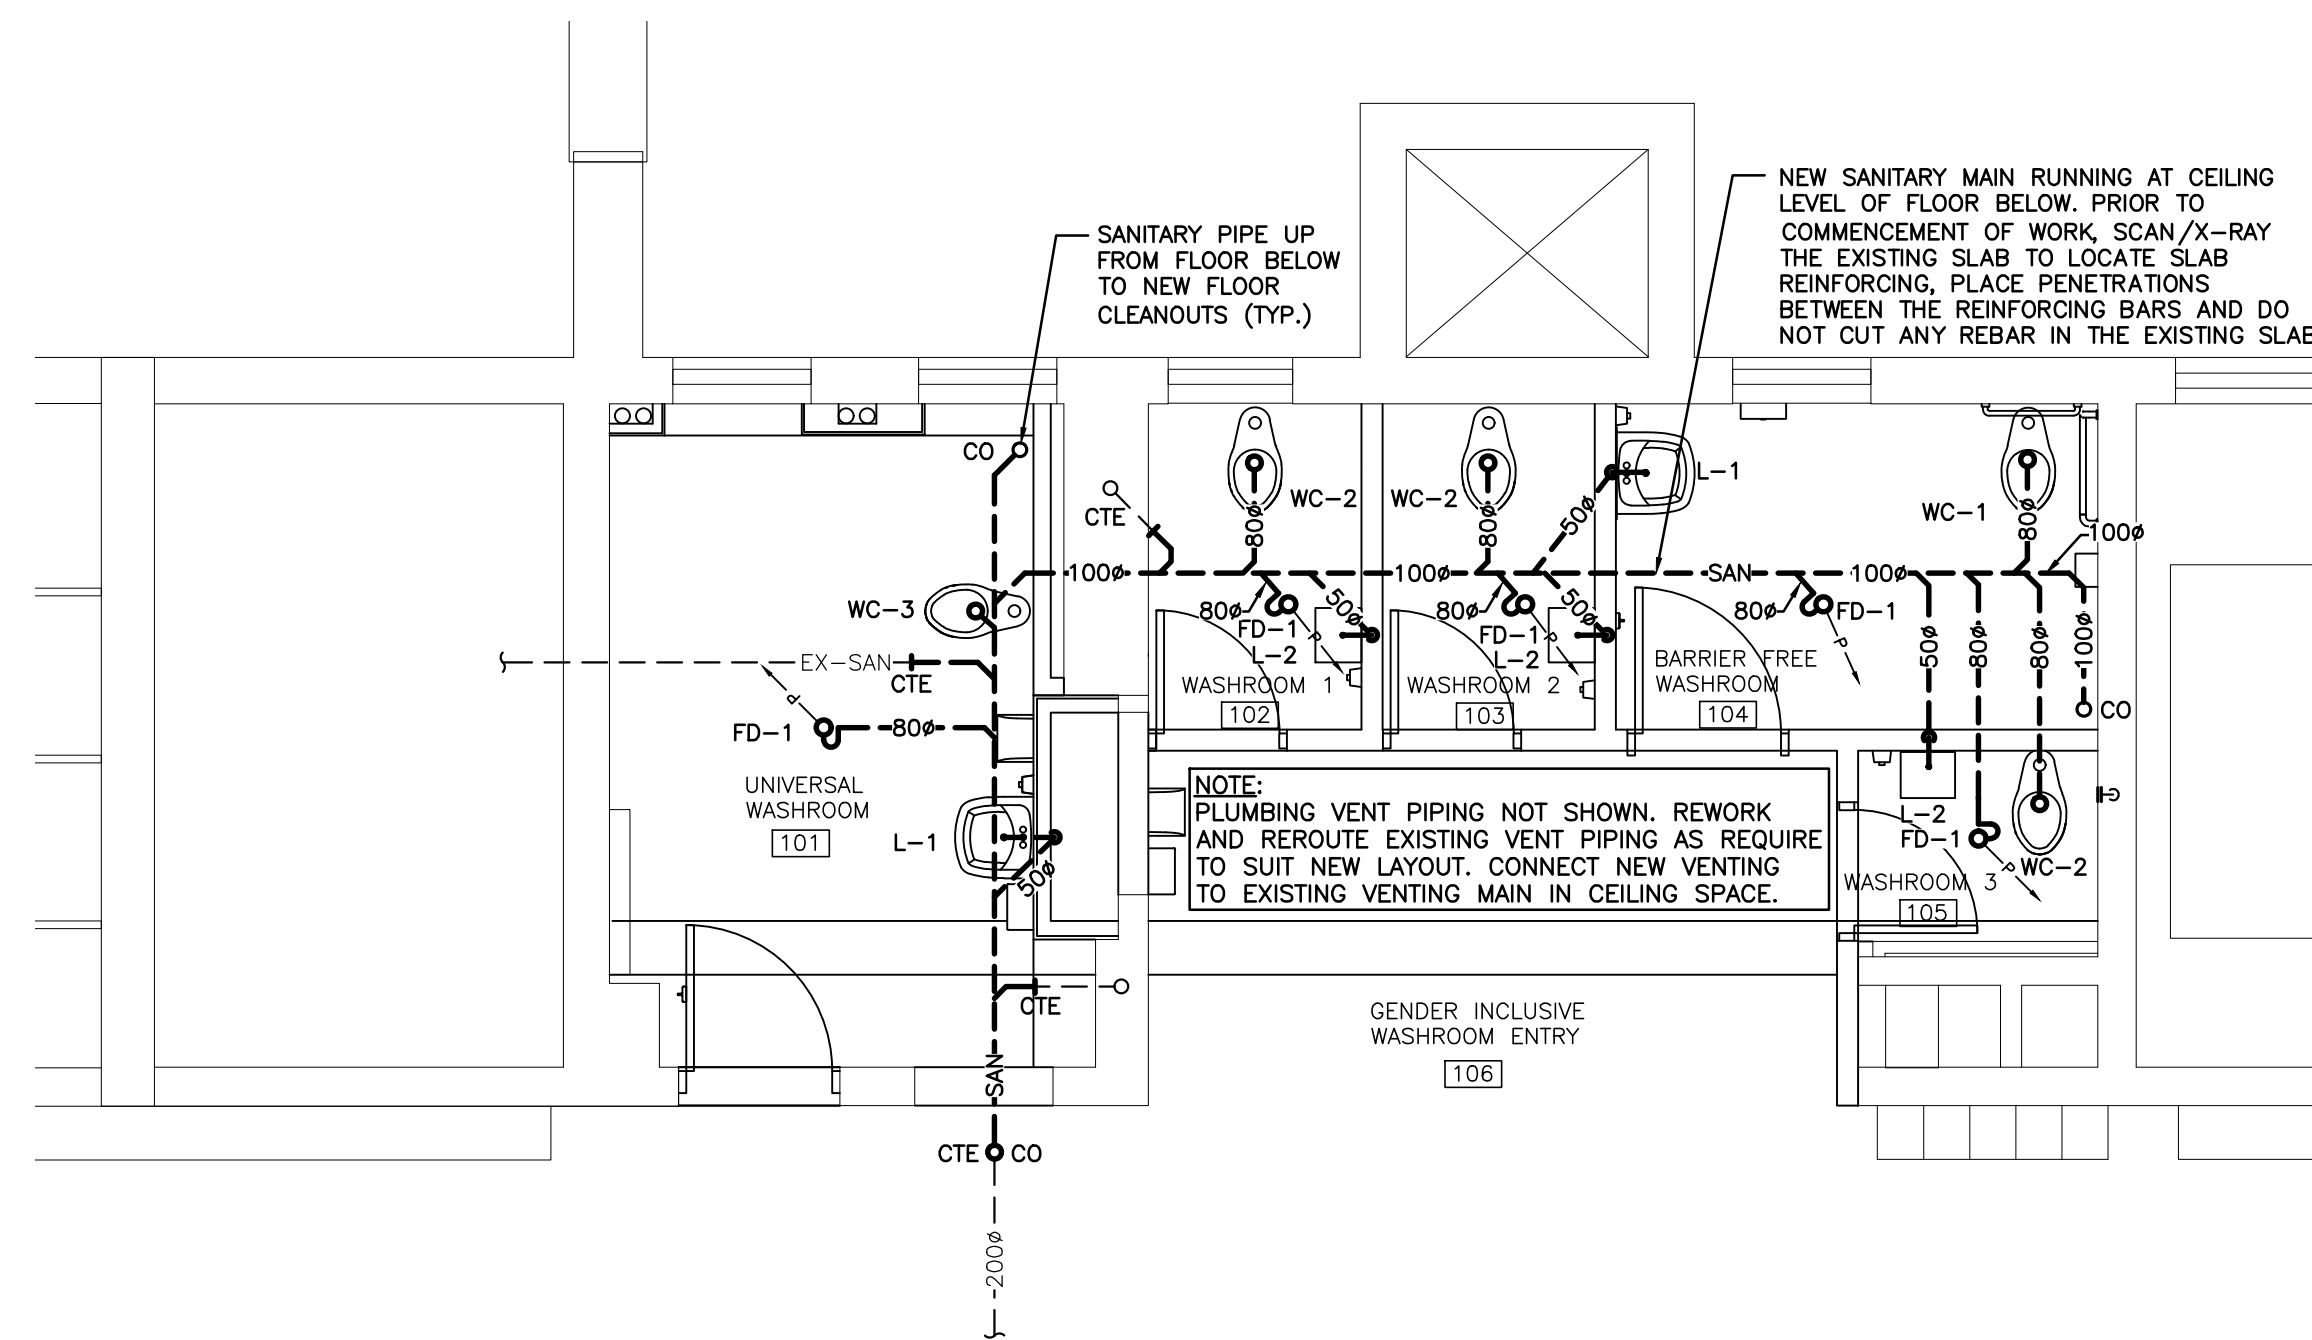 NEW SANITARY MAIN RUNNING AT CEILING
LEVEL OF FLOOR BELOW. PRIOR TO
COMMENCEMENT OF WORK, SCAN/X-RAY
THE EXISTING SLAB TO LOCATE SLAB
REINFORCING, PLACE PENETRATIONS
BETWEEN THE REINFORCING BARS AND DO
NOT CUT ANY REBAR IN THE EXISTING SLAB
SANITARY PIPE UP
FROM FLOOR BELOW
TO NEW FLOOR
CLEANOUTS (TYP.)
CO
CTE
WC-2
WC-2
L-1
WC-1
80ø
80ø
50ø
80ø
100ø
100ø
100ø
SAN
100ø
WC-3
80ø
FD-1
L-2
50ø
P
80ø
FD-1
L-2
50ø
P
80ø
FD-1
P
50ø
80ø
80ø
100ø
CO
EX-SAN
CTE
P
FD-1
80ø
WASHROOM 1
102
WASHROOM 2
103
BARRIER FREE
WASHROOM
104
UNIVERSAL
WASHROOM
101
L-1
50ø
NOTE:
PLUMBING VENT PIPING NOT SHOWN. REWORK
AND REROUTE EXISTING VENT PIPING AS REQUIRE
TO SUIT NEW LAYOUT. CONNECT NEW VENTING
TO EXISTING VENTING MAIN IN CEILING SPACE.
L-2
FD-1
P
WC-2
WASHROOM 3
105
CTE
GENDER INCLUSIVE
WASHROOM ENTRY
106
SAN
CTE
CO
200ø